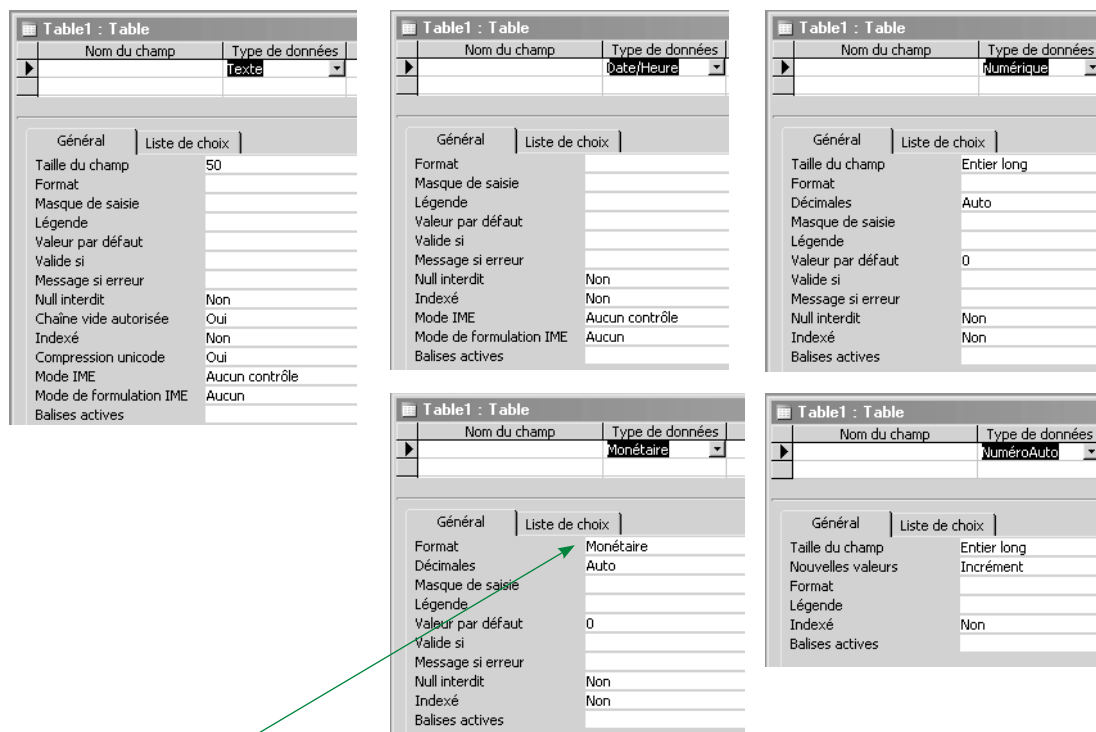 Table1 : Table
Nom du champ Type de données
Texte
Général Liste de choix
Taille du champ 50
Format
Masque de saisie
Légende
Valeur par défaut
Valide si
Message si erreur
Null interdit Non
Chaîne vide autorisée Oui
Indexé Non
Compression unicode Oui
Mode IME Aucun contrôle
Mode de formulation IME Aucun
Balises actives
Table1 : Table
Nom du champ Type de données
Date/Heure
Général Liste de choix
Format
Masque de saisie
Légende
Valeur par défaut
Valide si
Message si erreur
Null interdit Non
Indexé Non
Mode IME Aucun contrôle
Mode de formulation IME Aucun
Balises actives
Table1 : Table
Nom du champ Type de données
Numérique
Général Liste de choix
Taille du champ Entier long
Format
Décimales Auto
Masque de saisie
Légende
Valeur par défaut 0
Valide si
Message si erreur
Null interdit Non
Indexé Non
Balises actives
Table1 : Table
Nom du champ Type de données
Monétaire
Général Liste de choix
Format Monétaire
Décimales Auto
Masque de saisie
Légende
Valeur par défaut 0
Valide si
Message si erreur
Null interdit Non
Indexé Non
Balises actives
Table1 : Table
Nom du champ Type de données
NuméroAuto
Général Liste de choix
Taille du champ Entier long
Nouvelles valeurs Incrément
Format
Légende
Indexé Non
Balises actives